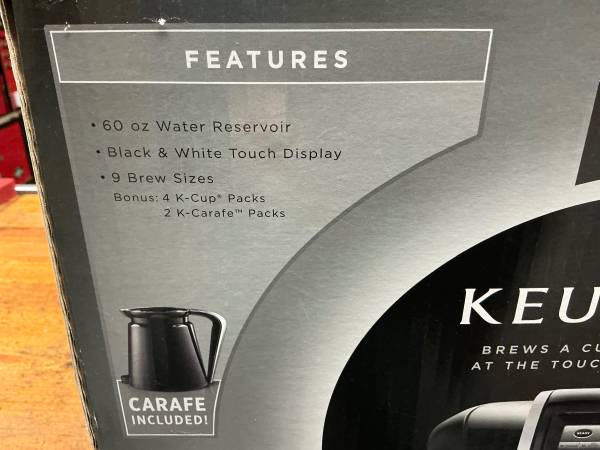 FEATURES
• 60 oz Water Reservoir
• Black & White Touch Display
• 9 Brew Sizes
Bonus: 4 K-Cup® Packs
2 K-Carafe™ Packs
KEU
BREWS A CU
AT THE TOUC
READY
CARAFE
INCLUDED!